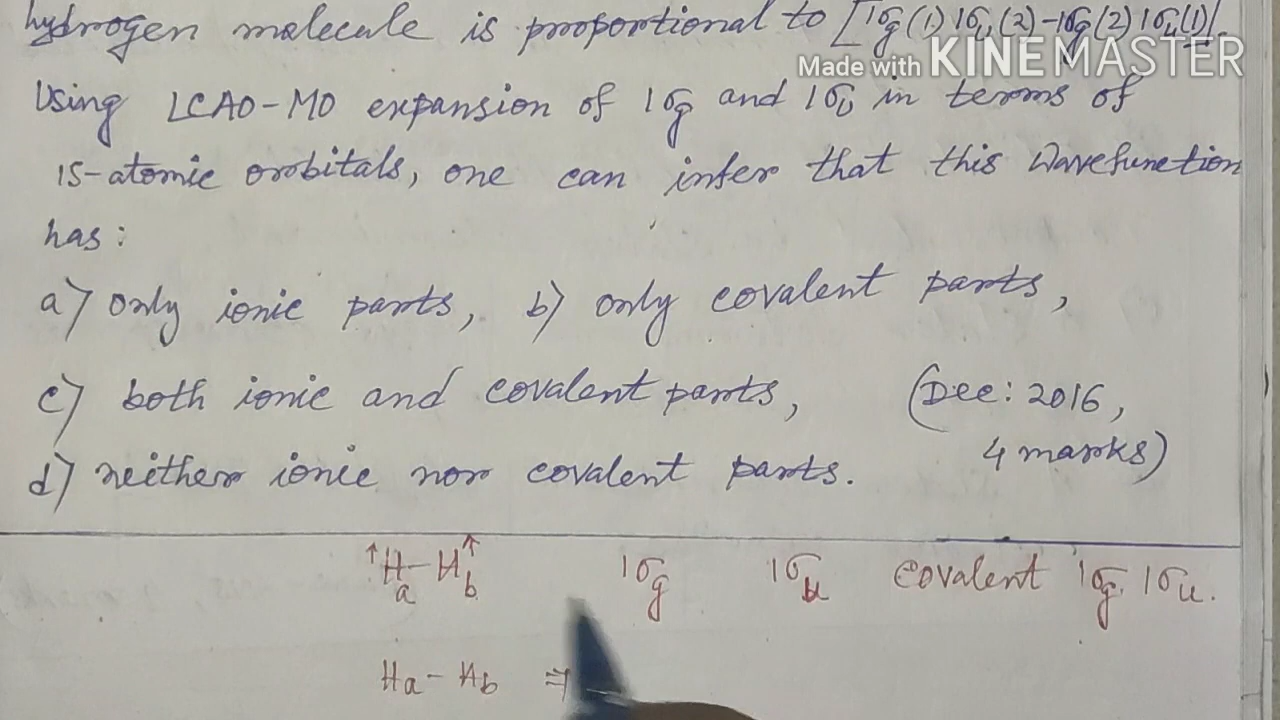 hydrogen molecule is proportional to [1σg(1)1σu(2)-1σg(2)1σu(1)].
Made with KINEMASTER
Using LCAO-MO expansion of 1σg and 1σu in terms of
1S-atomic orbitals, one can infer that this wavefunction
has:
a) only ionic parts, b) only covalent parts,
c) both ionic and covalent parts, (Dec: 2016,
4 marks)
d) neither ionic nor covalent parts.
↑Ha-Hb↑ 1σg 1σu covalent 1σg. 1σu.
Ha-Hb ⇒